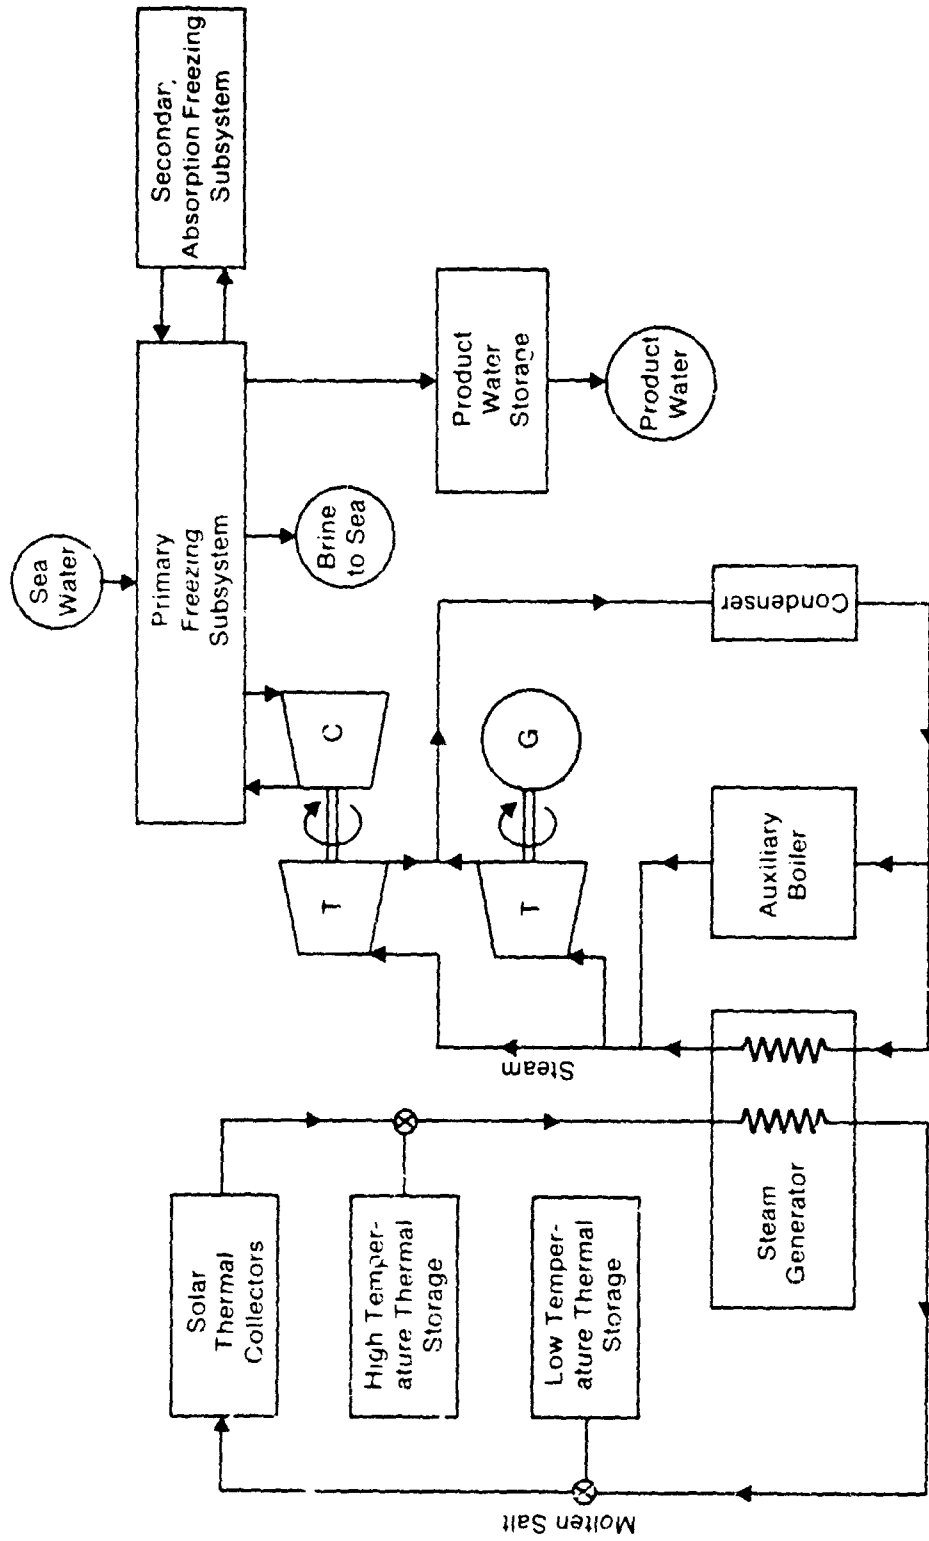 Sea
Water
Primary
Freezing
Subsystem
Secondar,
Absorption Freezing
Subsystem
Brine
to Sea
Product
Water
Storage
Product
Water
C
T
G
T
Condenser
Auxiliary
Boiler
Steam
Solar
Thermal
Collectors
High Temper-
ature Thermal
Storage
Low Temper-
ature Thermal
Storage
Steam
Generator
Molten Salt